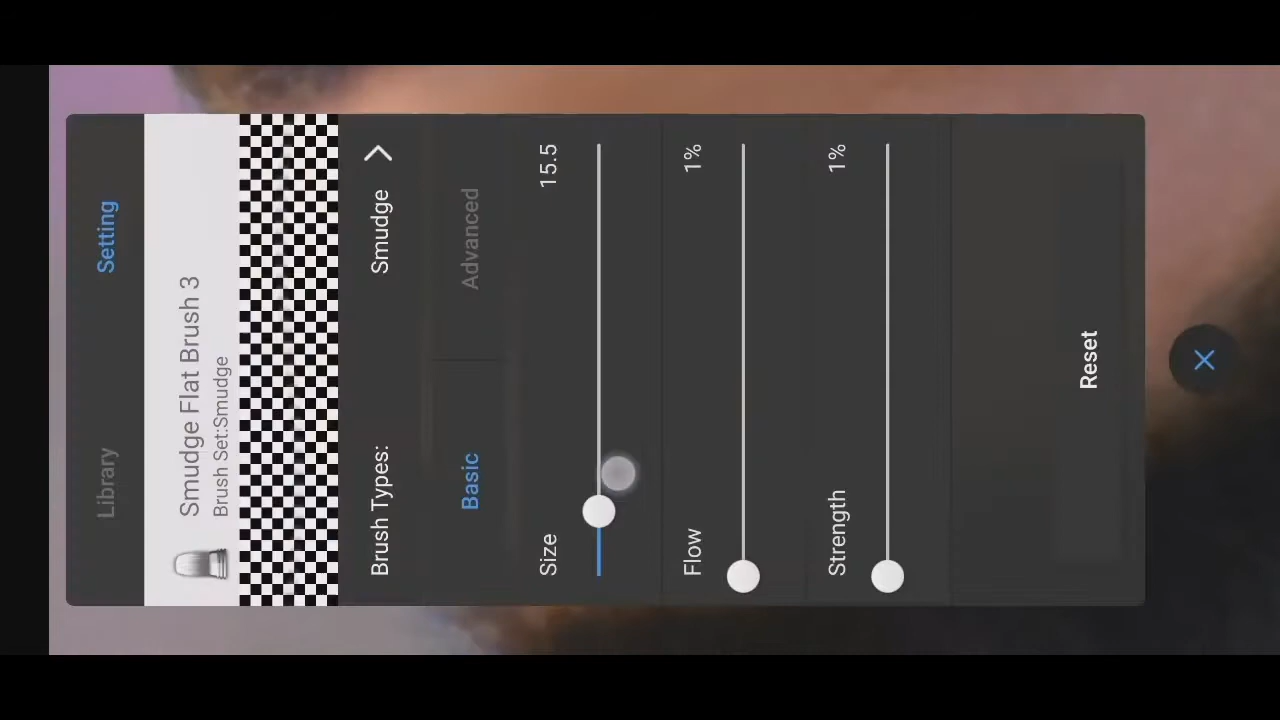 Library
Setting
Smudge Flat Brush 3
Brush Set:Smudge
Brush Types:
Smudge
Basic
Advanced
Size
15.5
Flow
1%
Strength
1%
Reset